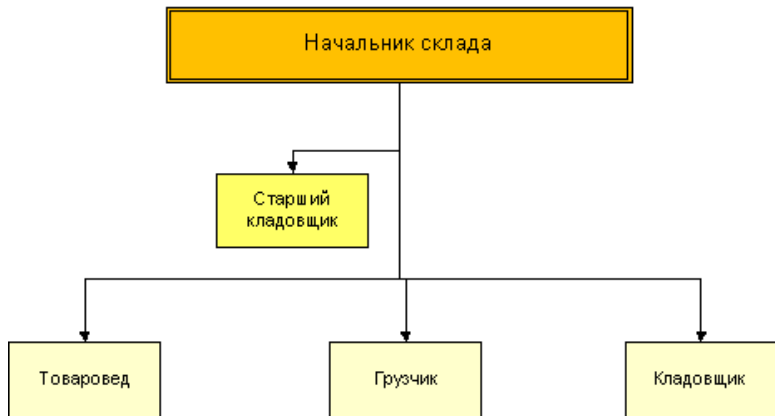 Начальник склада
Старший
кладовщик
Товаровед
Грузчик
Кладовщик